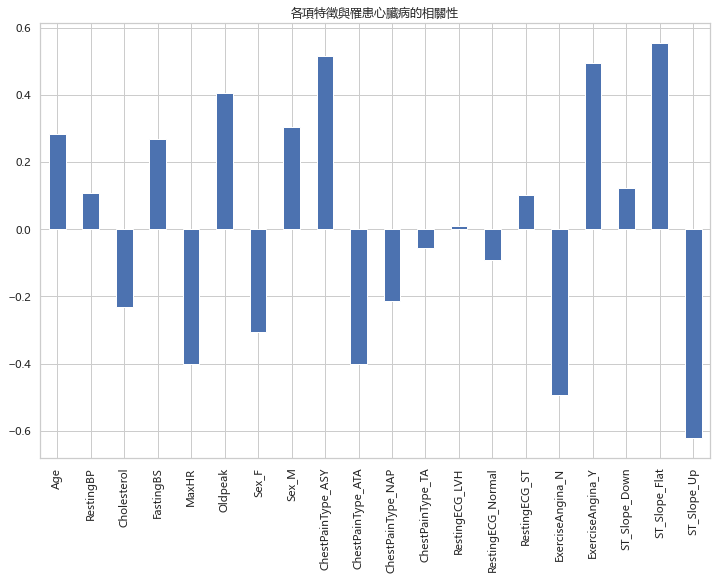 各項特徵與罹患心臟病的相關性
0.6
0.4
0.2
0.0
−0.2
−0.4
−0.6
Age
RestingBP
Cholesterol
FastingBS
MaxHR
Oldpeak
Sex_F
Sex_M
ChestPainType_ASY
ChestPainType_ATA
ChestPainType_NAP
ChestPainType_TA
RestingECG_LVH
RestingECG_Normal
RestingECG_ST
ExerciseAngina_N
ExerciseAngina_Y
ST_Slope_Down
ST_Slope_Flat
ST_Slope_Up